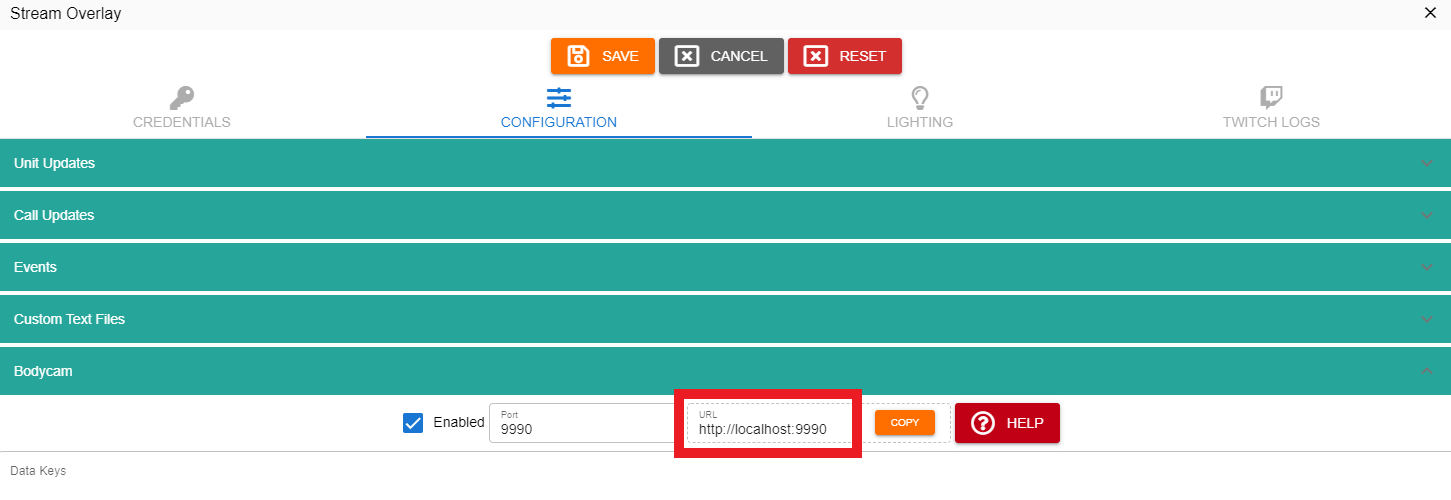 Stream Overlay
SAVE CANCEL RESET
CREDENTIALS CONFIGURATION LIGHTING TWITCH LOGS
Unit Updates
Call Updates
Events
Custom Text Files
Bodycam
Enabled
Port
9990
URL
http://localhost:9990
COPY
HELP
Data Keys